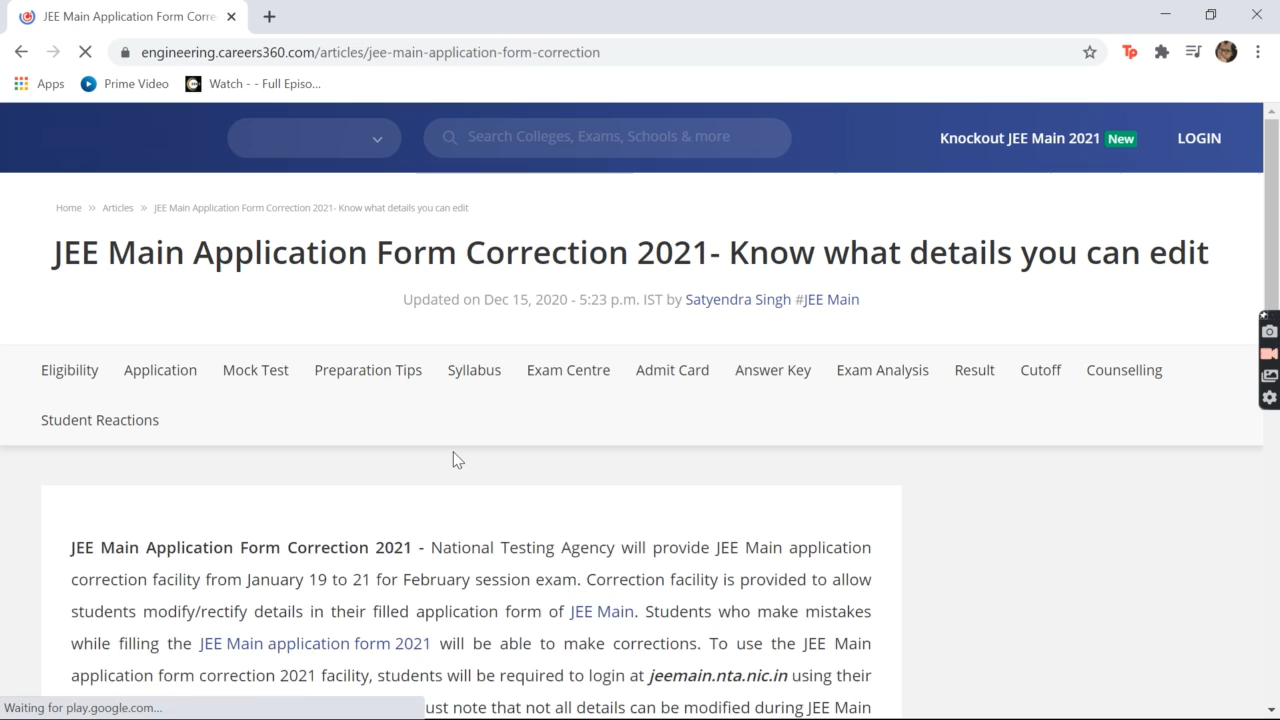 JEE Main Application Form Corre
engineering.careers360.com/articles/jee-main-application-form-correction
Apps Prime Video Watch - - Full Episo...
Search Colleges, Exams, Schools & more
Knockout JEE Main 2021 New LOGIN
Home » Articles » JEE Main Application Form Correction 2021- Know what details you can edit
JEE Main Application Form Correction 2021- Know what details you can edit
Updated on Dec 15, 2020 - 5:23 p.m. IST by Satyendra Singh #JEE Main
Eligibility Application Mock Test Preparation Tips Syllabus Exam Centre Admit Card Answer Key Exam Analysis Result Cutoff Counselling
Student Reactions
JEE Main Application Form Correction 2021 - National Testing Agency will provide JEE Main application
correction facility from January 19 to 21 for February session exam. Correction facility is provided to allow
students modify/rectify details in their filled application form of JEE Main. Students who make mistakes
while filling the JEE Main application form 2021 will be able to make corrections. To use the JEE Main
application form correction 2021 facility, students will be required to login at jeemain.nta.nic.in using their
ust note that not all details can be modified during JEE Main
Waiting for play.google.com...